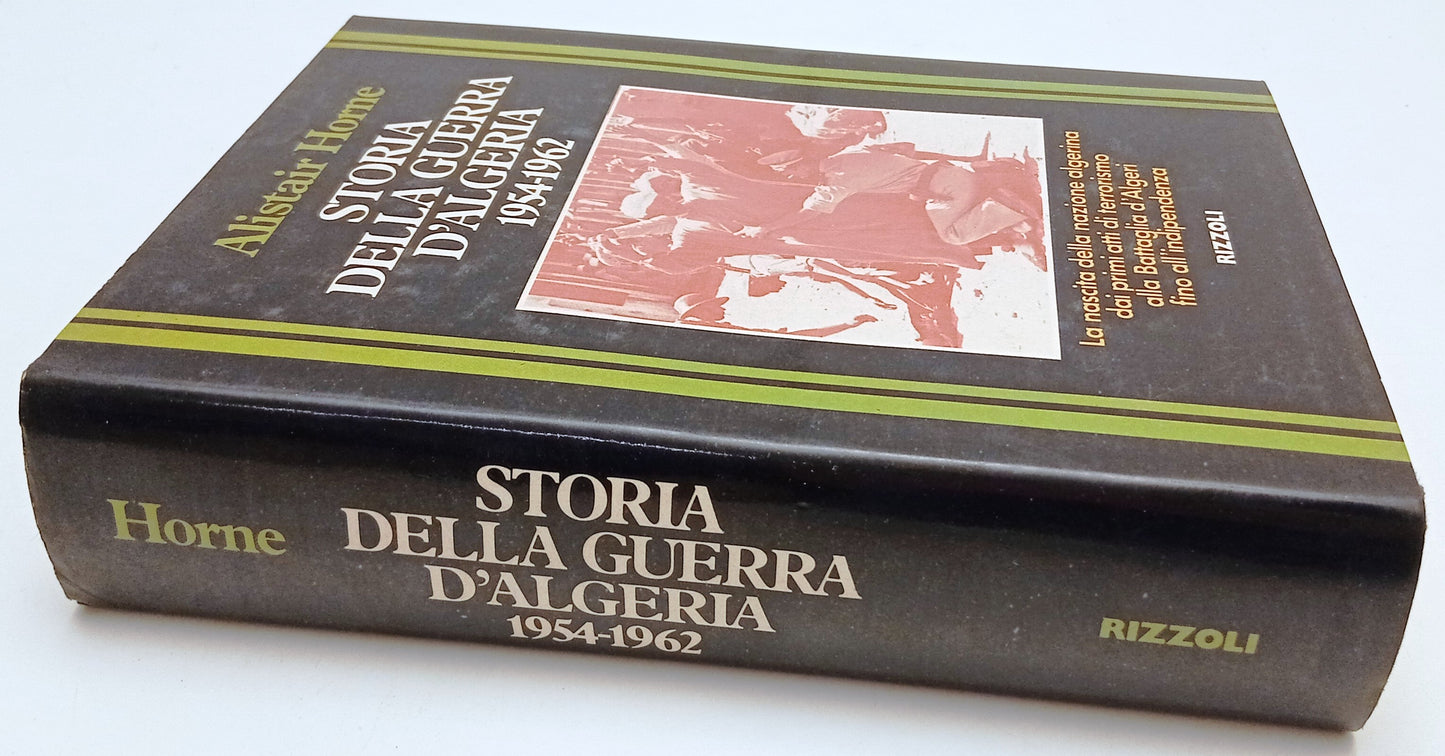 Alistair Horne
STORIA
DELLA GUERRA
D'ALGERIA
1954-1962
La nascita della nazione algerina
dai primi atti di terrorismo
alla Battaglia d'Algeri
fino all'indipendenza
RIZZOLI
Horne
STORIA
DELLA GUERRA
D'ALGERIA
1954-1962
RIZZOLI